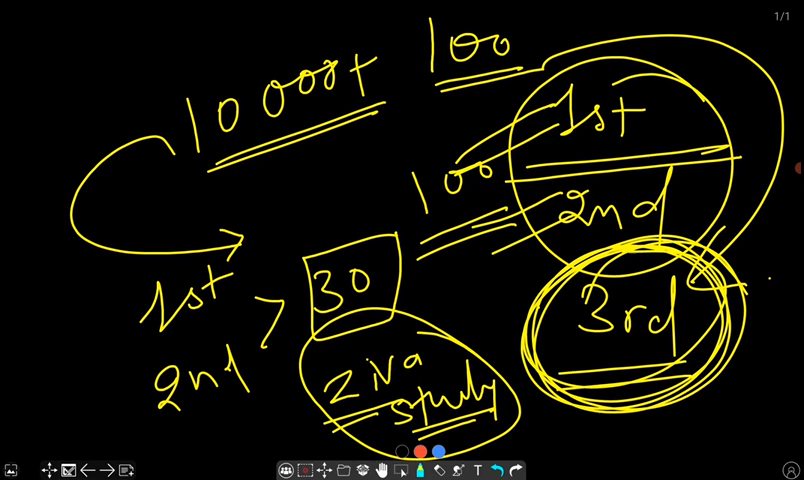 1/1
10000+ 100
1st
100
2nd
1st
2nd > 30
3rd
Ziva
Study
T